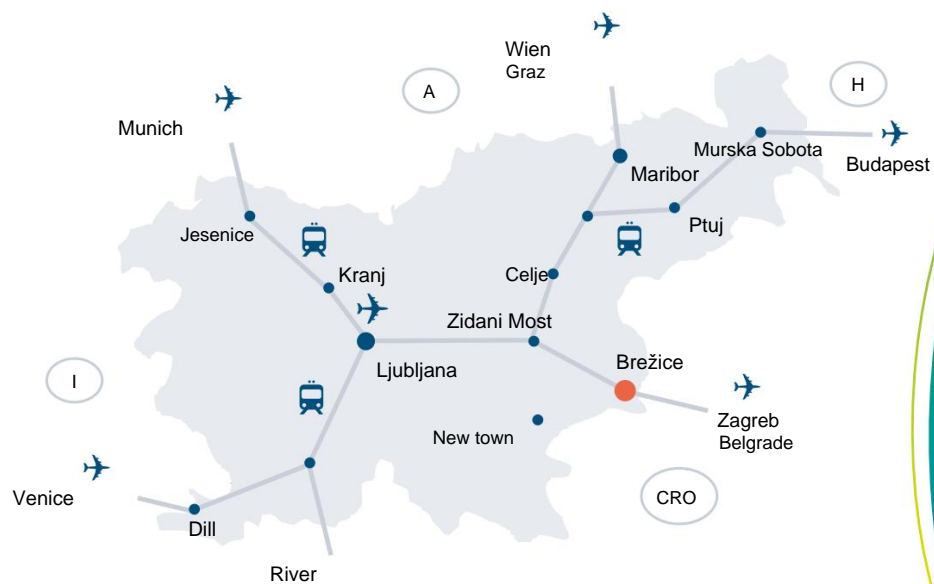 Wien
Graz
A
H
Munich
Murska Sobota
Maribor
Budapest
Ptuj
Jesenice
Kranj
Celje
Zidani Most
Brežice
Ljubljana
I
New town
Zagreb
Belgrade
Venice
CRO
Dill
River